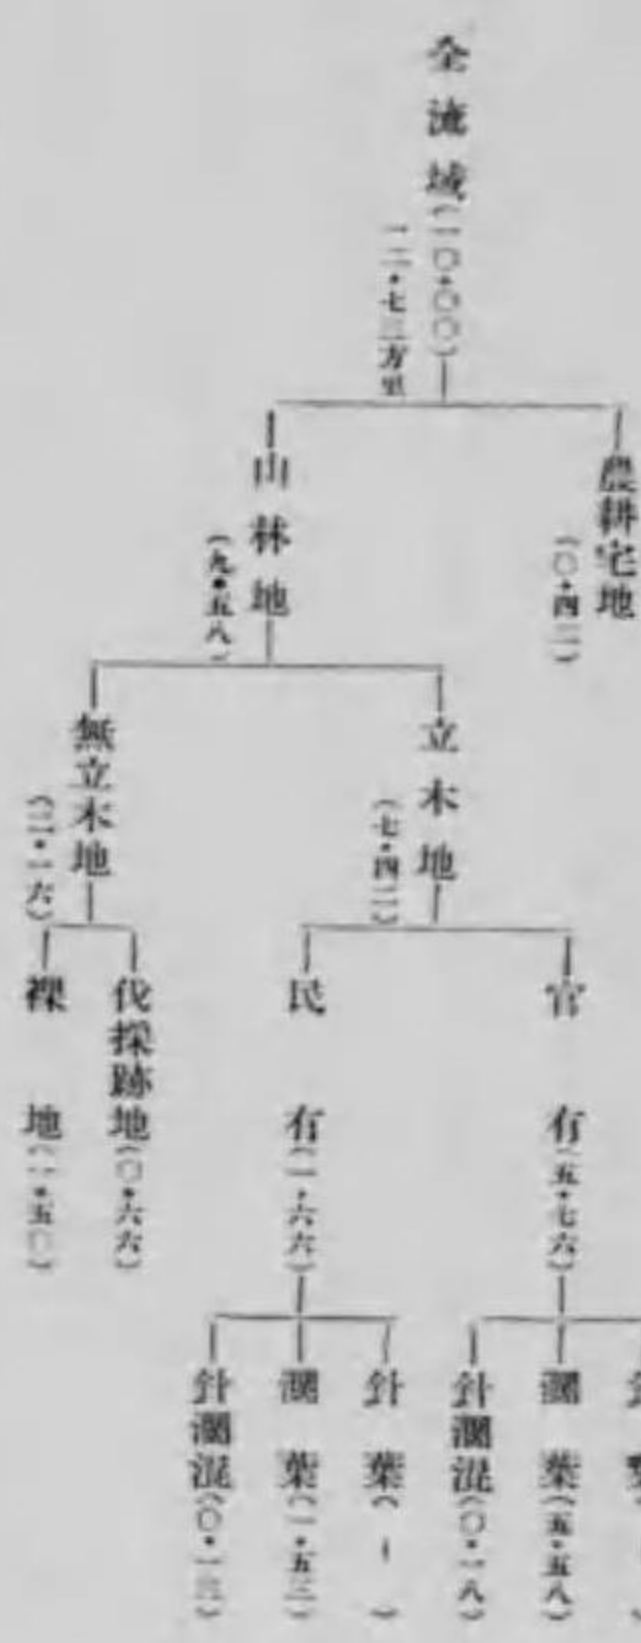 全流域(一〇・〇〇)
一二・七三方里
農耕宅地
(〇・四二)
山林地
(九・五八)
立木地
(七・四二)
無立木地
(二・一六)
官有(五・七六)
民有(一・六六)
伐採跡地(〇・六六)
裸地(一・五〇)
針葉( - )
濶葉(五・五八)
針濶混(〇・一八)
針葉( - )
濶葉(一・五三)
針濶混(〇・一三)